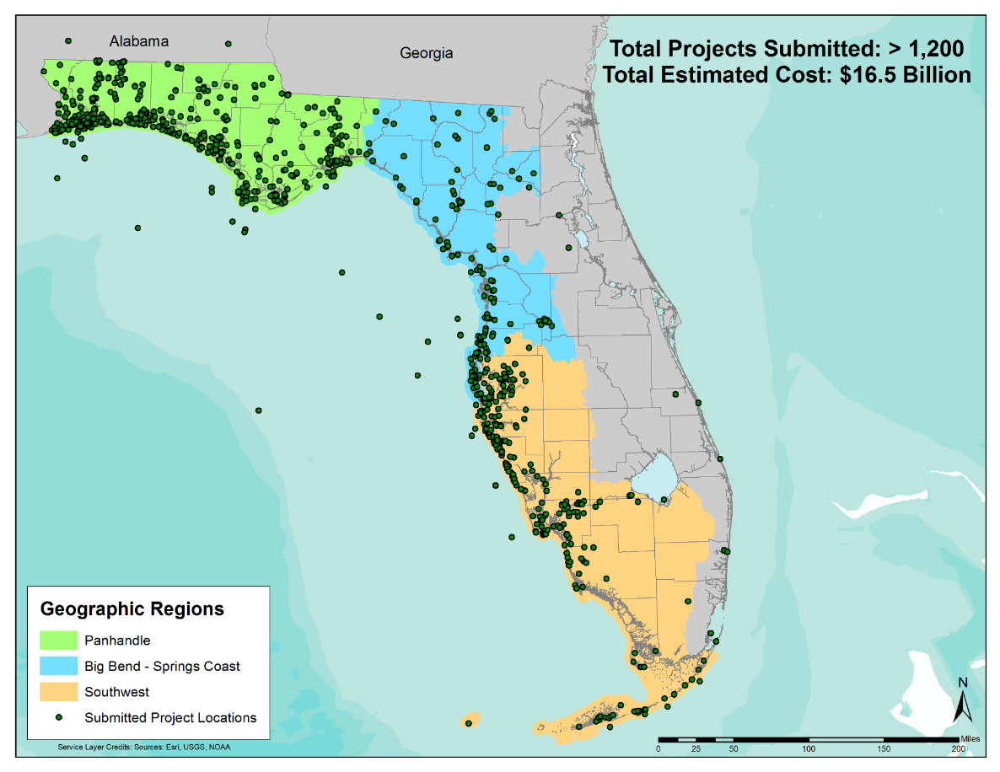 Alabama
Georgia
Total Projects Submitted: > 1,200
Total Estimated Cost: $16.5 Billion
Geographic Regions
Panhandle
Big Bend - Springs Coast
Southwest
Submitted Project Locations
Service Layer Credits: Sources: Esri, USGS, NOAA
N
Miles
0 25 50 100 150 200